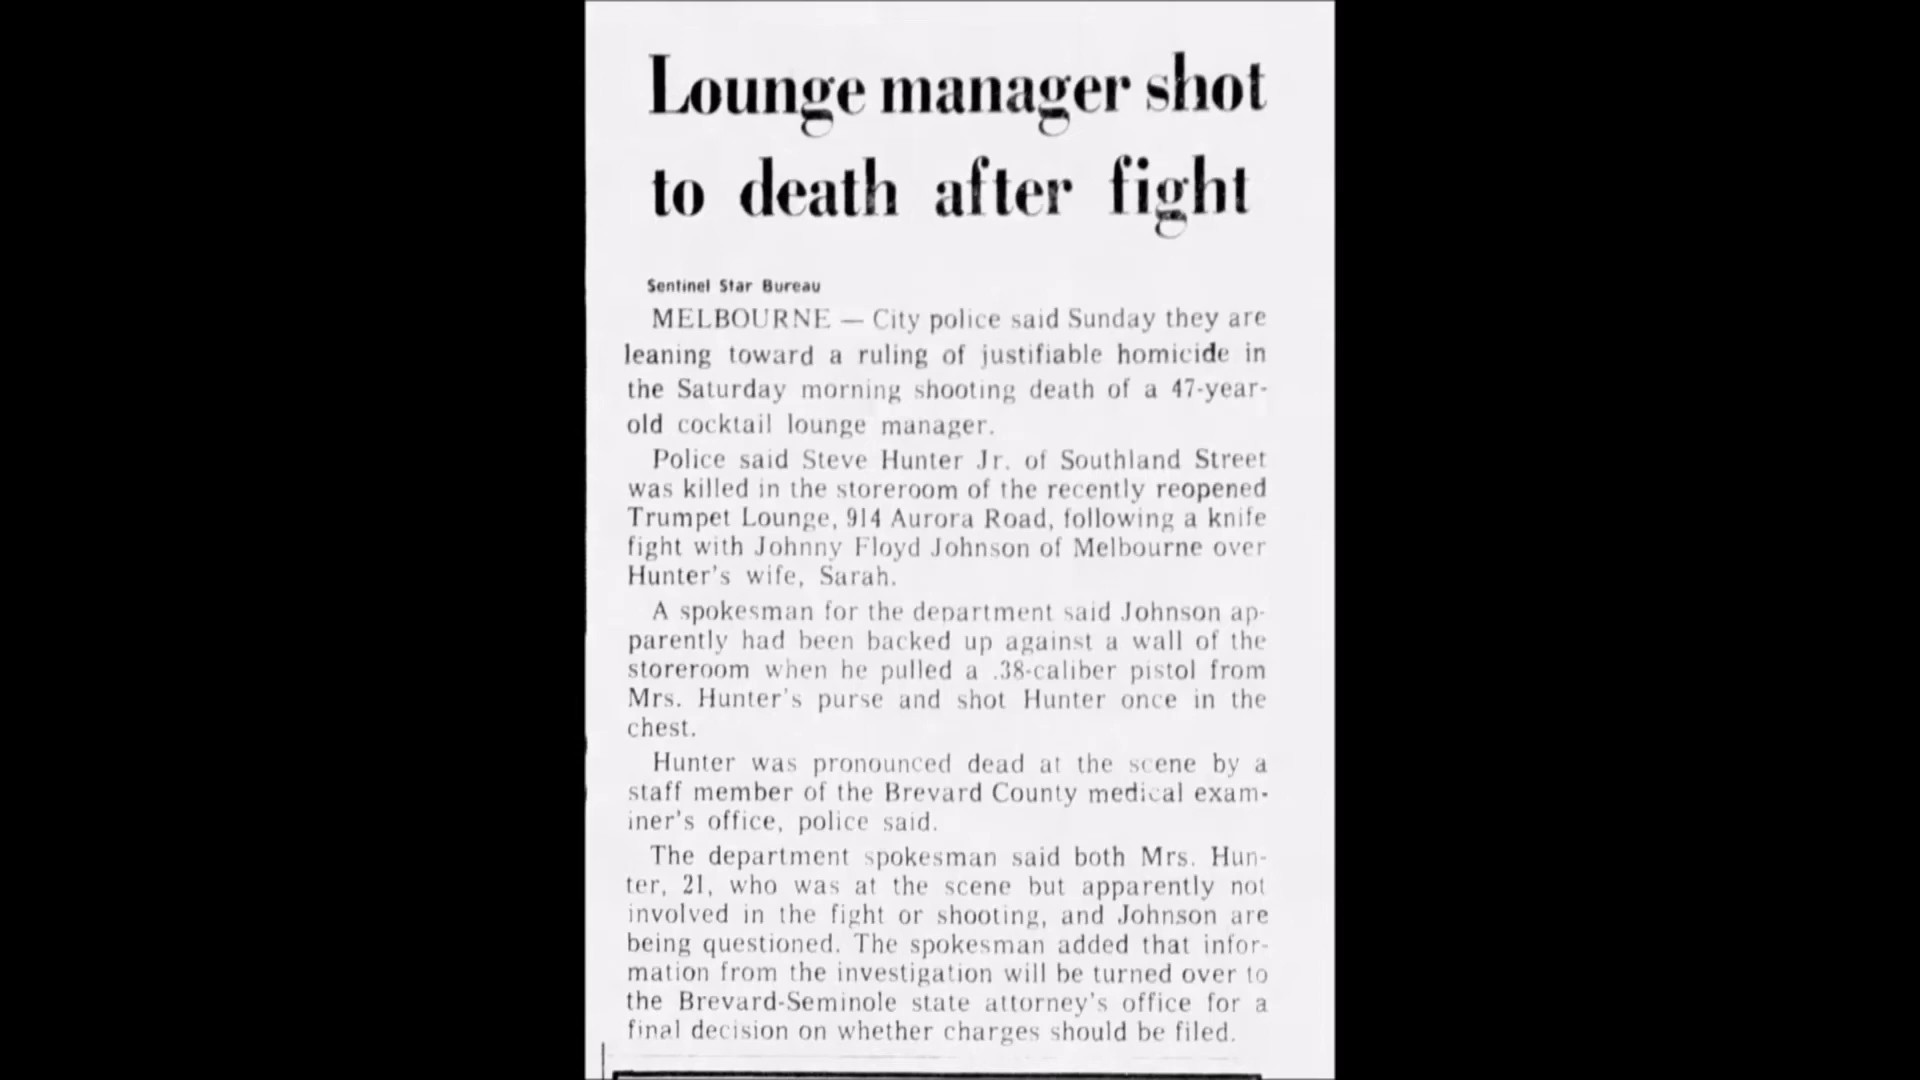 Lounge manager shot
to death after fight
Sentinel Star Bureau
MELBOURNE — City police said Sunday they are
leaning toward a ruling of justifiable homicide in
the Saturday morning shooting death of a 47-year-
old cocktail lounge manager.
Police said Steve Hunter Jr. of Southland Street
was killed in the storeroom of the recently reopened
Trumpet Lounge, 914 Aurora Road, following a knife
fight with Johnny Floyd Johnson of Melbourne over
Hunter's wife, Sarah.
A spokesman for the department said Johnson ap-
parently had been backed up against a wall of the
storeroom when he pulled a .38-caliber pistol from
Mrs. Hunter's purse and shot Hunter once in the
chest.
Hunter was pronounced dead at the scene by a
staff member of the Brevard County medical exam-
iner's office, police said.
The department spokesman said both Mrs. Hun-
ter, 21, who was at the scene but apparently not
involved in the fight or shooting, and Johnson are
being questioned. The spokesman added that infor-
mation from the investigation will be turned over to
the Brevard-Seminole state attorney's office for a
final decision on whether charges should be filed.